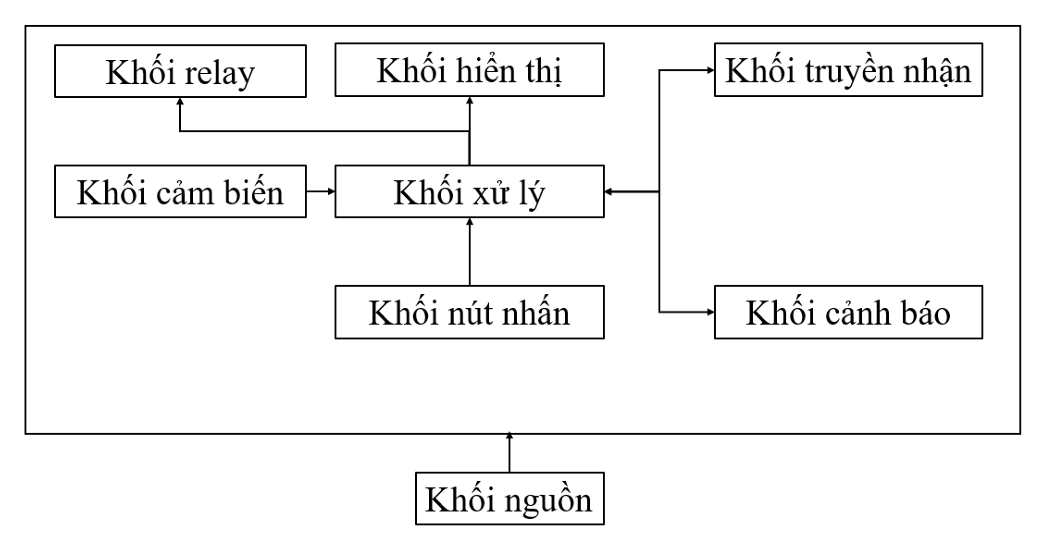 Khối relay
Khối hiển thị
Khối truyền nhận
Khối cảm biến
Khối xử lý
Khối nút nhấn
Khối cảnh báo
Khối nguồn